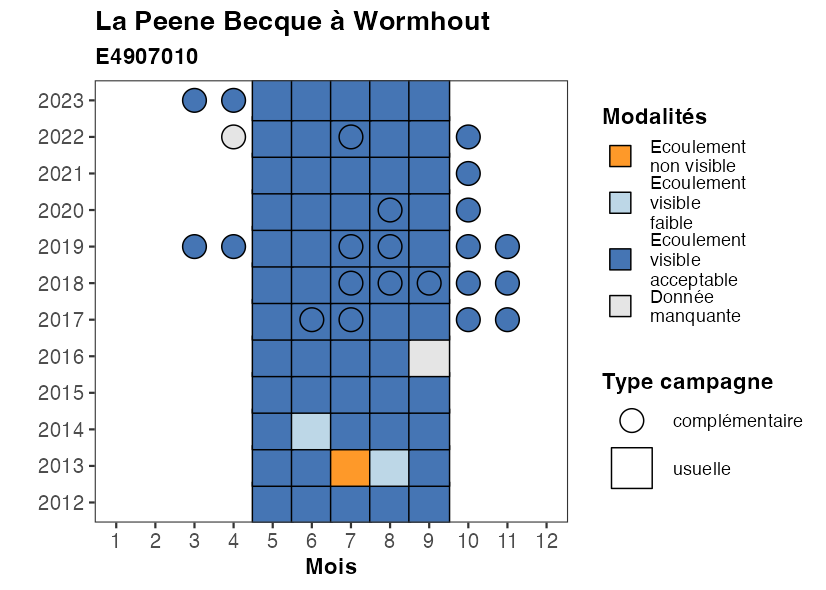 La Peene Becque à Wormhout
E4907010
2023
2022
2021
2020
2019
2018
2017
2016
2015
2014
2013
2012
1 2 3 4 5 6 7 8 9 10 11 12
Mois
Modalités
Ecoulement
non visible
Ecoulement
visible
faible
Ecoulement
visible
acceptable
Donnée
manquante
Type campagne
complémentaire
usuelle